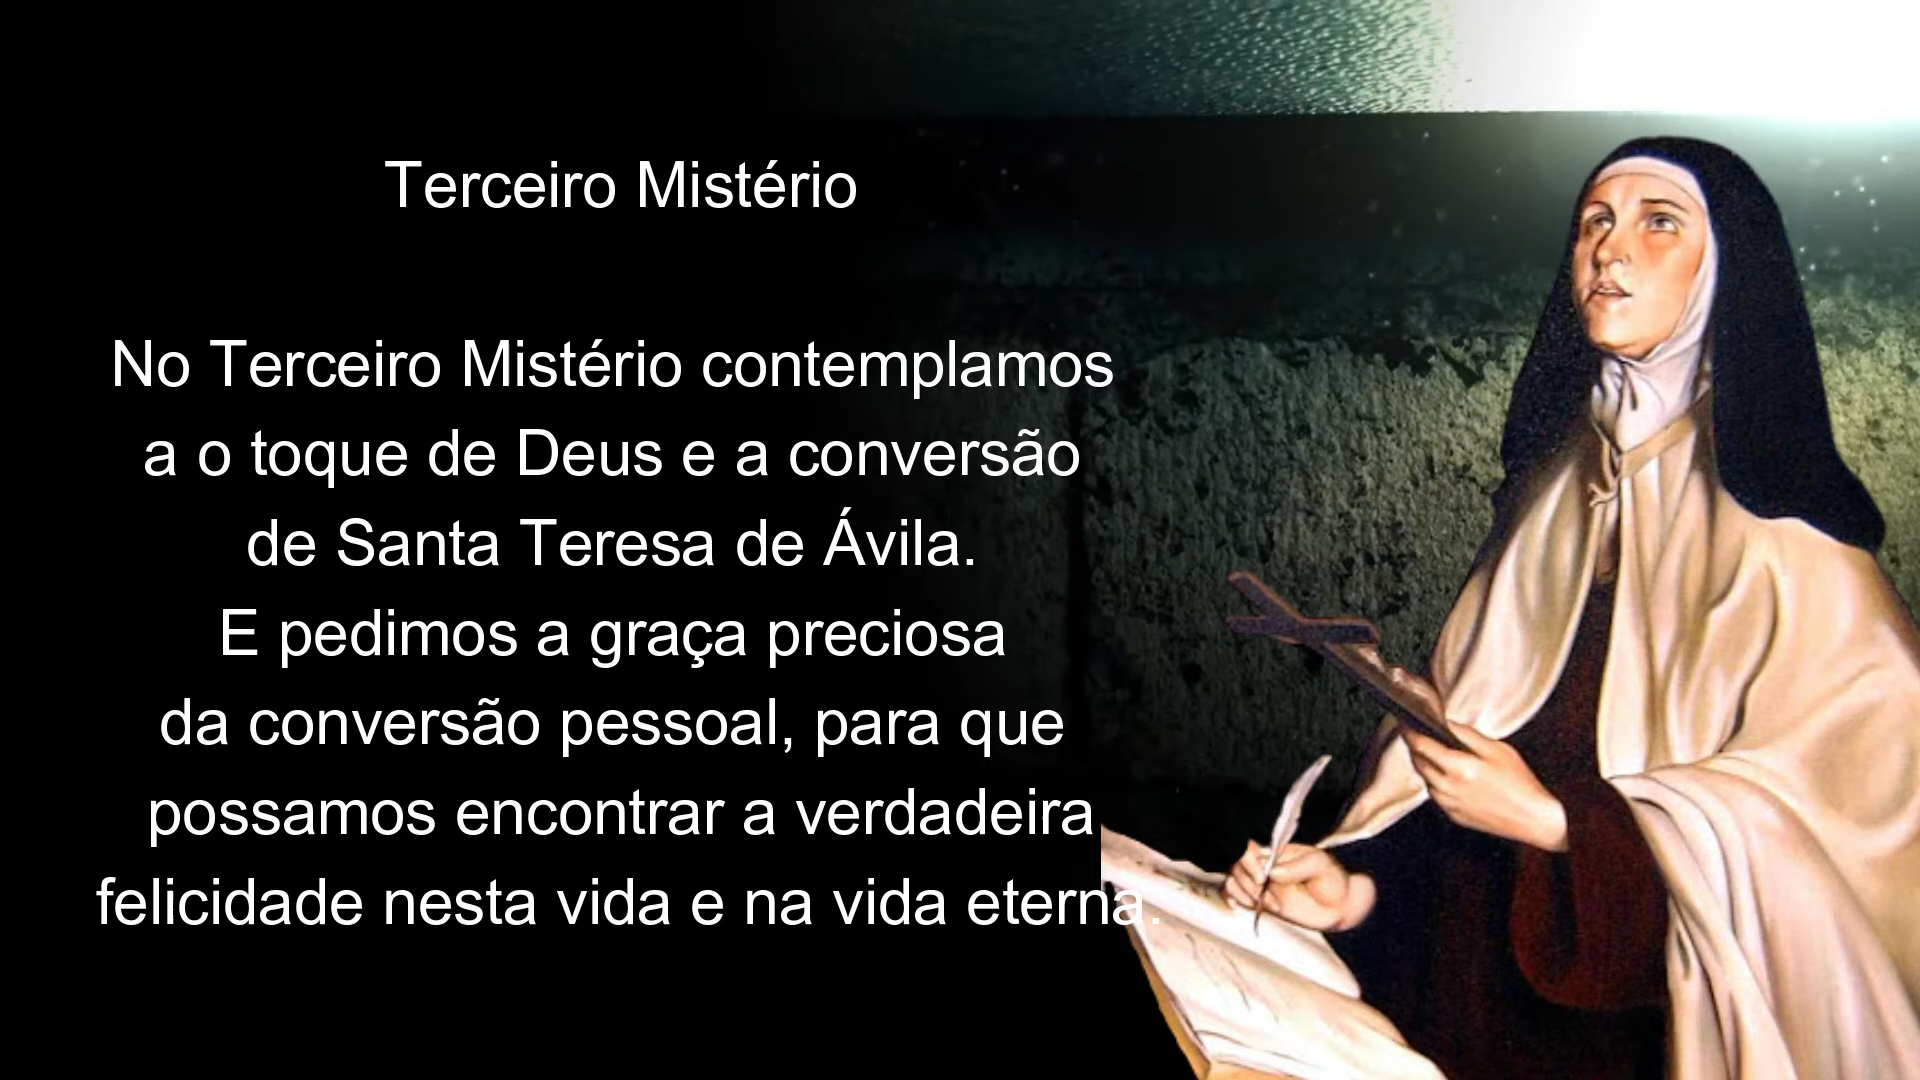 Terceiro Mistério
No Terceiro Mistério contemplamos
a o toque de Deus e a conversão
de Santa Teresa de Ávila.
E pedimos a graça preciosa
da conversão pessoal, para que
possamos encontrar a verdadeira
felicidade nesta vida e na vida eterna.